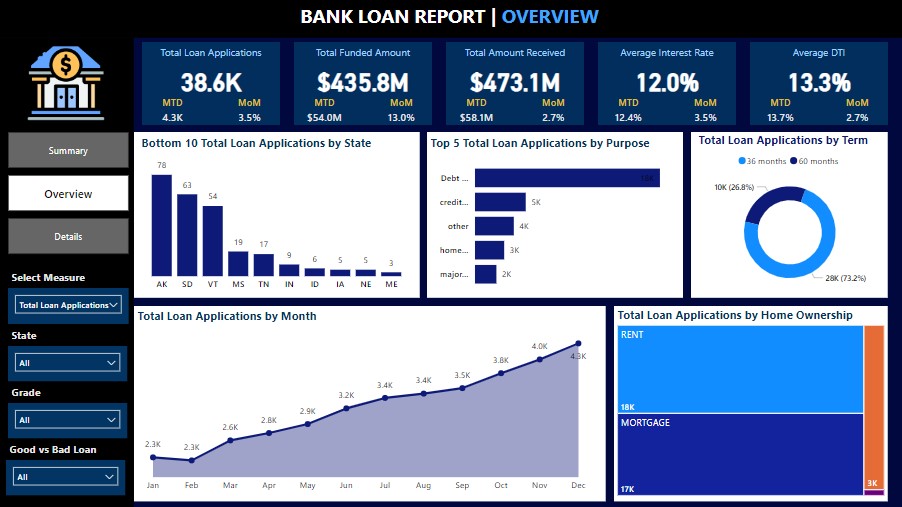 BANK LOAN REPORT | OVERVIEW
Total Loan Applications
38.6K
MTD MoM
4.3K 3.5%
Total Funded Amount
$435.8M
MTD MoM
$54.0M 13.0%
Total Amount Received
$473.1M
MTD MoM
$58.1M 2.7%
Average Interest Rate
12.0%
MTD MoM
12.4% 3.5%
Average DTI
13.3%
MTD MoM
13.7% 2.7%
$
Summary
Overview
Details
Select Measure
Total Loan Applications
State
All
Grade
All
Good vs Bad Loan
All
Bottom 10 Total Loan Applications by State
78
63
54
19
17
9
6
5
5
3
AK SD VT MS TN IN ID IA NE ME
Top 5 Total Loan Applications by Purpose
Debt ...
credit... 5K
other 4K
home... 3K
major... 2K
Total Loan Applications by Term
36 months 60 months
10K (26.8%)
28K (73.2%)
Total Loan Applications by Month
2.3K
2.3K
2.6K
2.8K
2.9K
3.2K
3.4K
3.4K
3.5K
3.8K
4.0K
4.3K
Jan Feb Mar Apr May Jun Jul Aug Sep Oct Nov Dec
Total Loan Applications by Home Ownership
RENT
18K
MORTGAGE
17K
3K